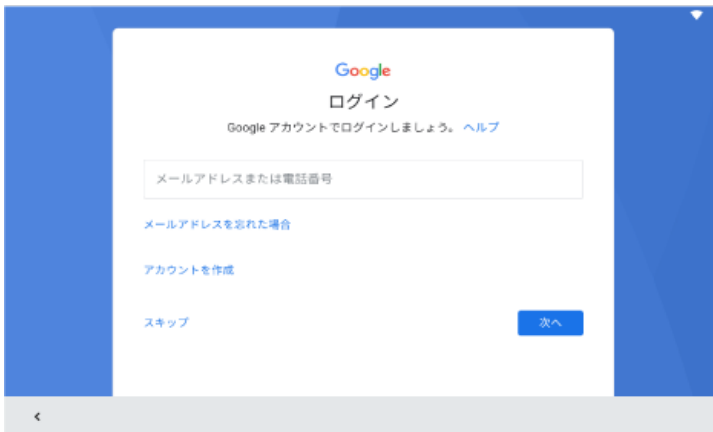 Google
ログイン
Google アカウントでログインしましょう。 ヘルプ
メールアドレスまたは電話番号
メールアドレスを忘れた場合
アカウントを作成
スキップ
次へ